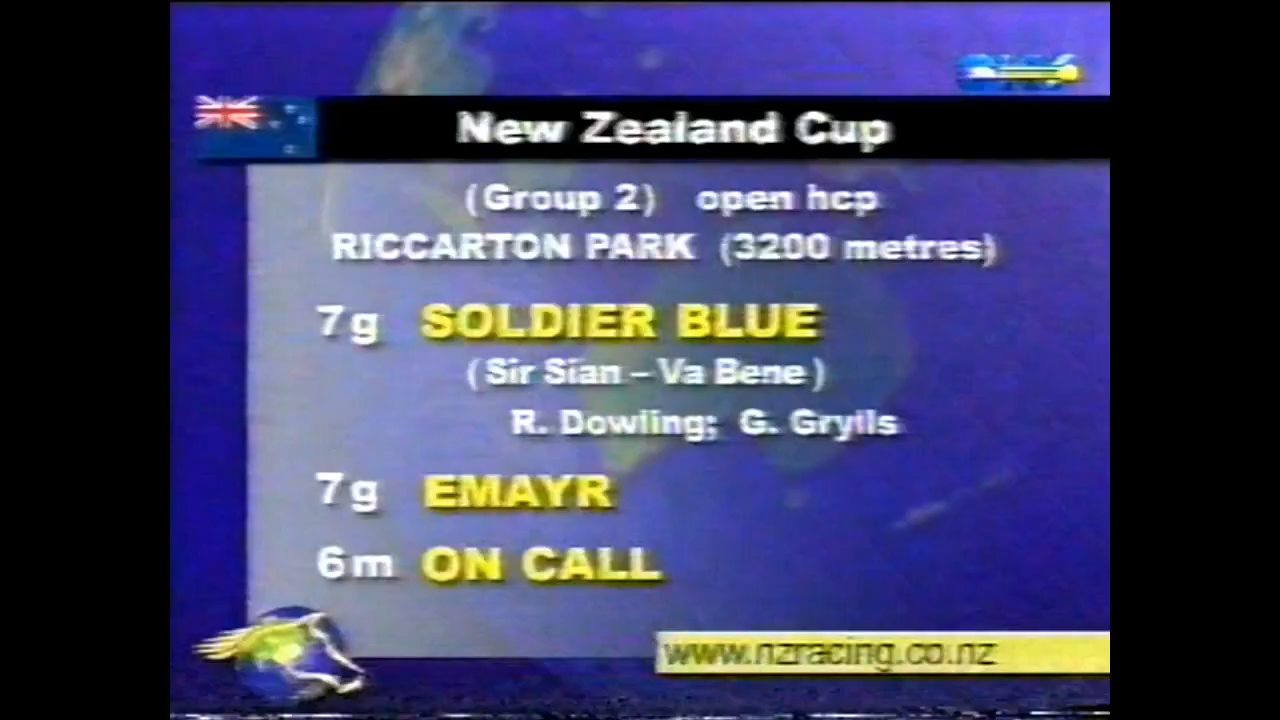 New Zealand Cup
(Group 2) open hcp
RICCARTON PARK (3200 metres)
7g SOLDIER BLUE
(Sir Sian – Va Bene)
R. Dowling; G. Grylls
7g EMAYR
6m ON CALL
www.nzracing.co.nz